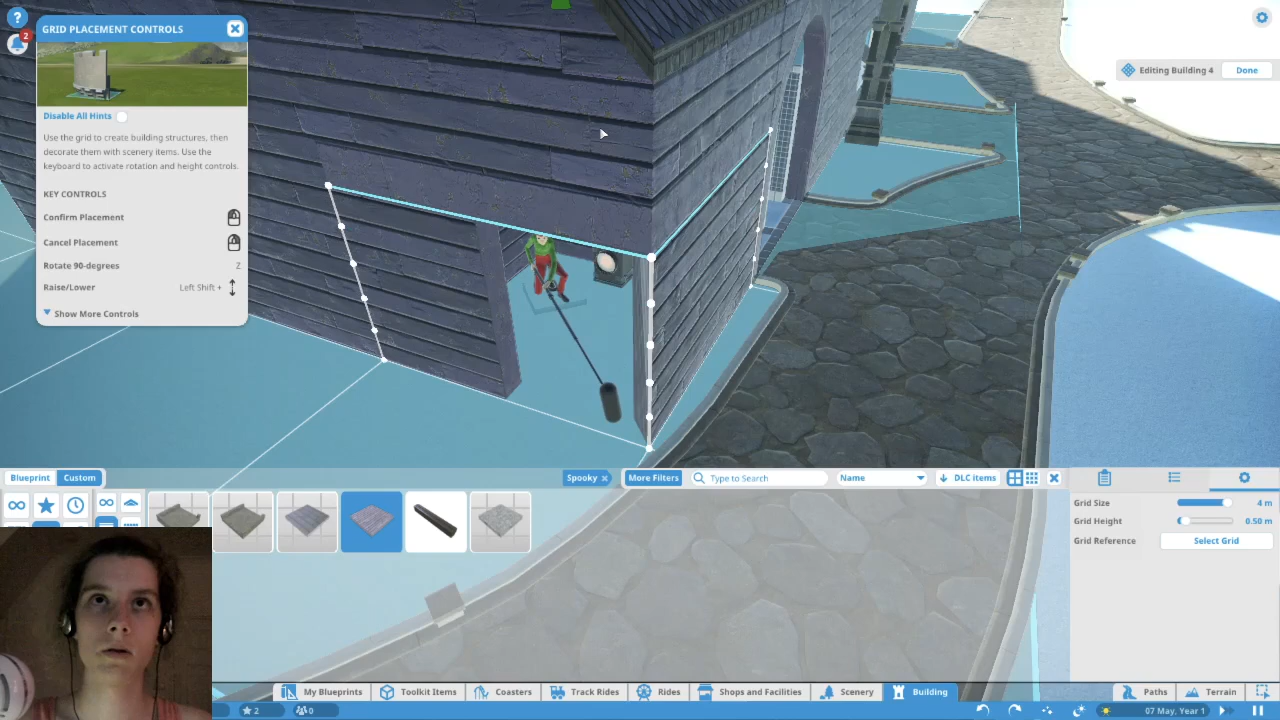 ?
2
GRID PLACEMENT CONTROLS
Disable All Hints
Use the grid to create building structures, then
decorate them with scenery items. Use the
keyboard to activate rotation and height controls.
KEY CONTROLS
Confirm Placement
Cancel Placement
Rotate 90-degrees Z
Raise/Lower Left Shift +
Show More Controls
Editing Building 4 Done
Blueprint Custom
Spooky × More Filters Type to Search Name DLC items
Grid Size 4 m
Grid Height 0.50 m
Grid Reference Select Grid
My Blueprints Toolkit Items Coasters Track Rides Rides Shops and Facilities Scenery Building Paths Terrain
2 0 07 May, Year 1